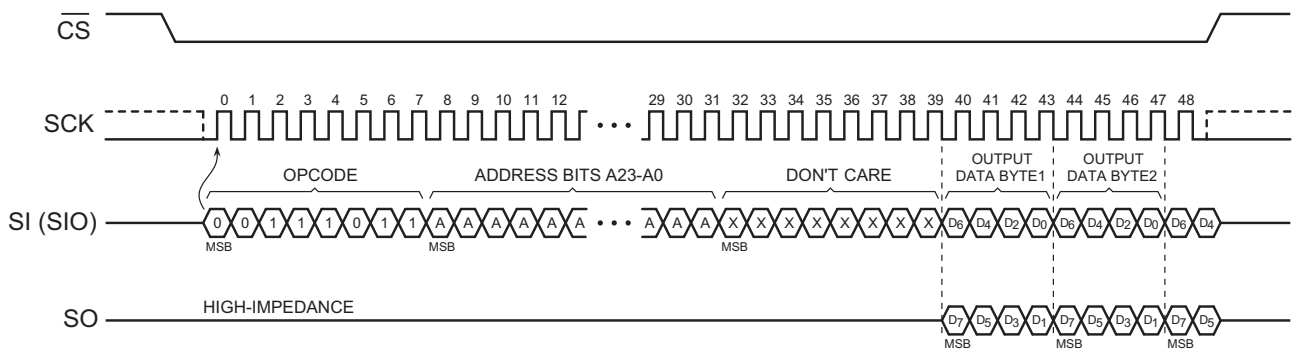 CS
SCK
0 1 2 3 4 5 6 7 8 9 10 11 12 29 30 31 32 33 34 35 36 37 38 39 40 41 42 43 44 45 46 47 48
OPCODE ADDRESS BITS A23-A0 DON'T CARE OUTPUT DATA BYTE1 OUTPUT DATA BYTE2
SI (SIO) 0 0 1 1 1 0 1 1 A A A A A A A A A X X X X X X X X D6 D4 D2 D0 D6 D4 D2 D0 D6 D4
MSB MSB MSB
HIGH-IMPEDANCE
SO D7 D5 D3 D1 D7 D5 D3 D1 D7 D5
MSB MSB MSB